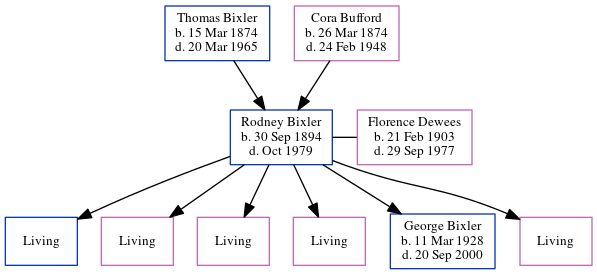 Thomas Bixler
b. 15 Mar 1874
d. 20 Mar 1965
Cora Bufford
b. 26 Mar 1874
d. 24 Feb 1948
Rodney Bixler
b. 30 Sep 1894
d. Oct 1979
Florence Dewees
b. 21 Feb 1903
d. 29 Sep 1977
Living
Living
Living
Living
George Bixler
b. 11 Mar 1928
d. 20 Sep 2000
Living